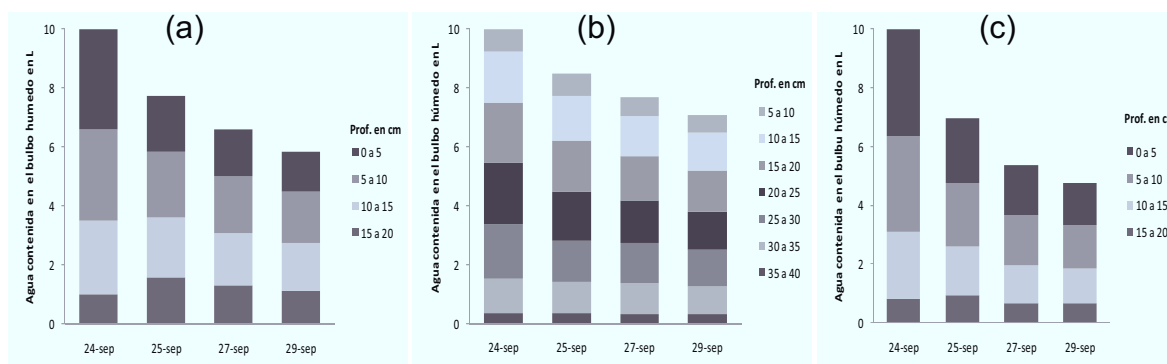 (a)
Agua contenida en el bulbo humedo en L
10
8
6
4
2
0
24-sep 25-sep 27-sep 29-sep
Prof. en cm
0 a 5
5 a 10
10 a 15
15 a 20
(b)
Agua contenida en el bulbo húmedo en L
10
8
6
4
2
0
24-sep 25-sep 27-sep 29-sep
Prof. en cm
5 a 10
10 a 15
15 a 20
20 a 25
25 a 30
30 a 35
35 a 40
(c)
Agua contenida en el bulbu húmedo en L
10
8
6
4
2
0
24-sep 25-sep 27-sep 29-sep
Prof. en c
0 a 5
5 a 10
10 a 15
15 a 20